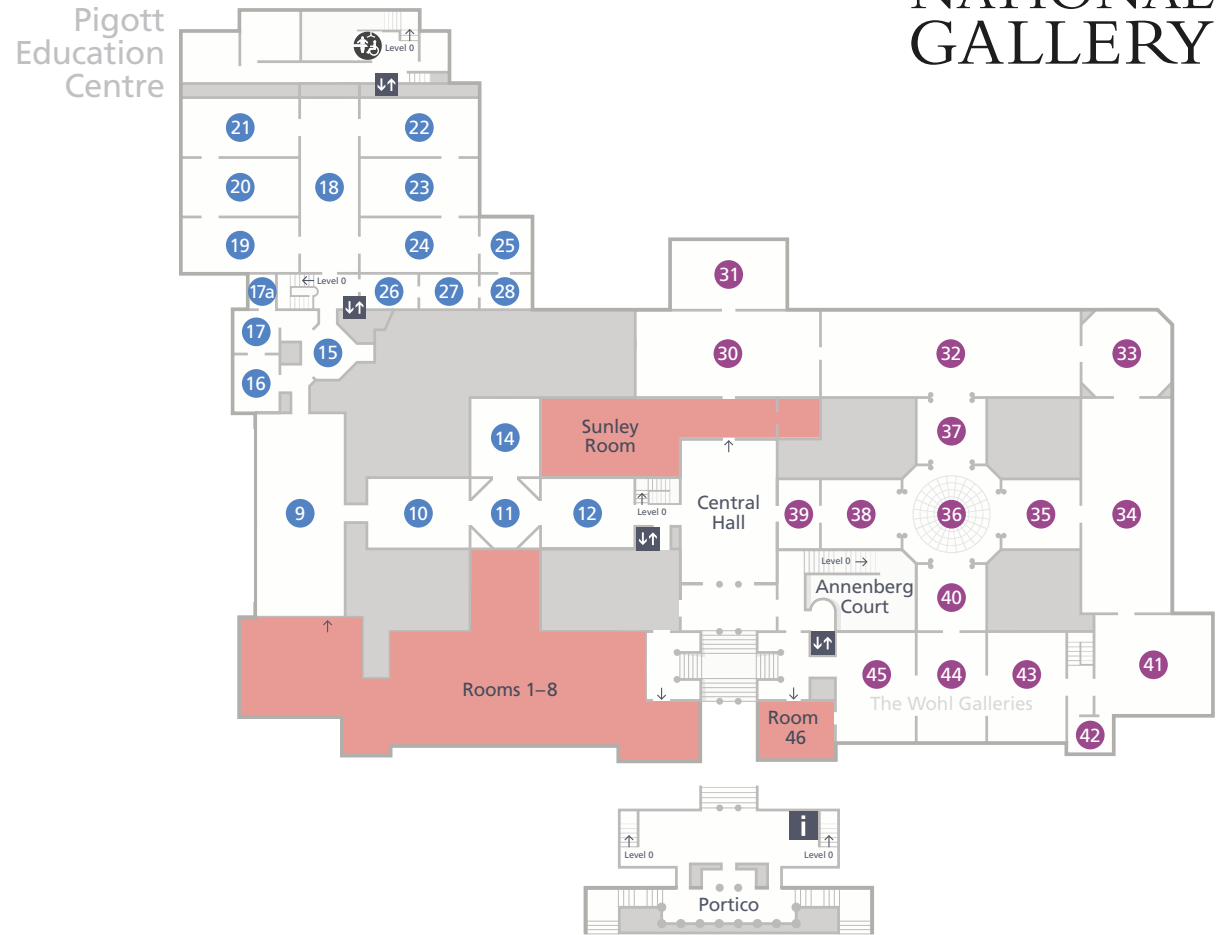 Pigott
Education
Centre
NATIONAL
GALLERY
Level 0
21
22
20
18
23
19
24
25
31
Level 0
17a
26
27
28
17
15
16
30
32
33
14
Sunley
Room
37
9
10
11
12
Level 0
Central
Hall
39
38
36
35
34
Level 0
Annenberg
Court
40
Rooms 1–8
45
44
43
41
The Wohl Galleries
Room
46
42
i
Level 0
Level 0
Portico